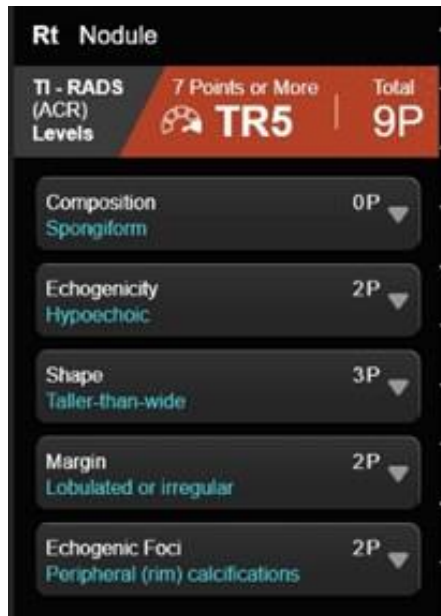 Rt Nodule
TI - RADS
(ACR)
Levels
7 Points or More
TR5
Total
9P
Composition 0P
Spongiform
Echogenicity 2P
Hypoechoic
Shape 3P
Taller-than-wide
Margin 2P
Lobulated or irregular
Echogenic Foci 2P
Peripheral (rim) calcifications